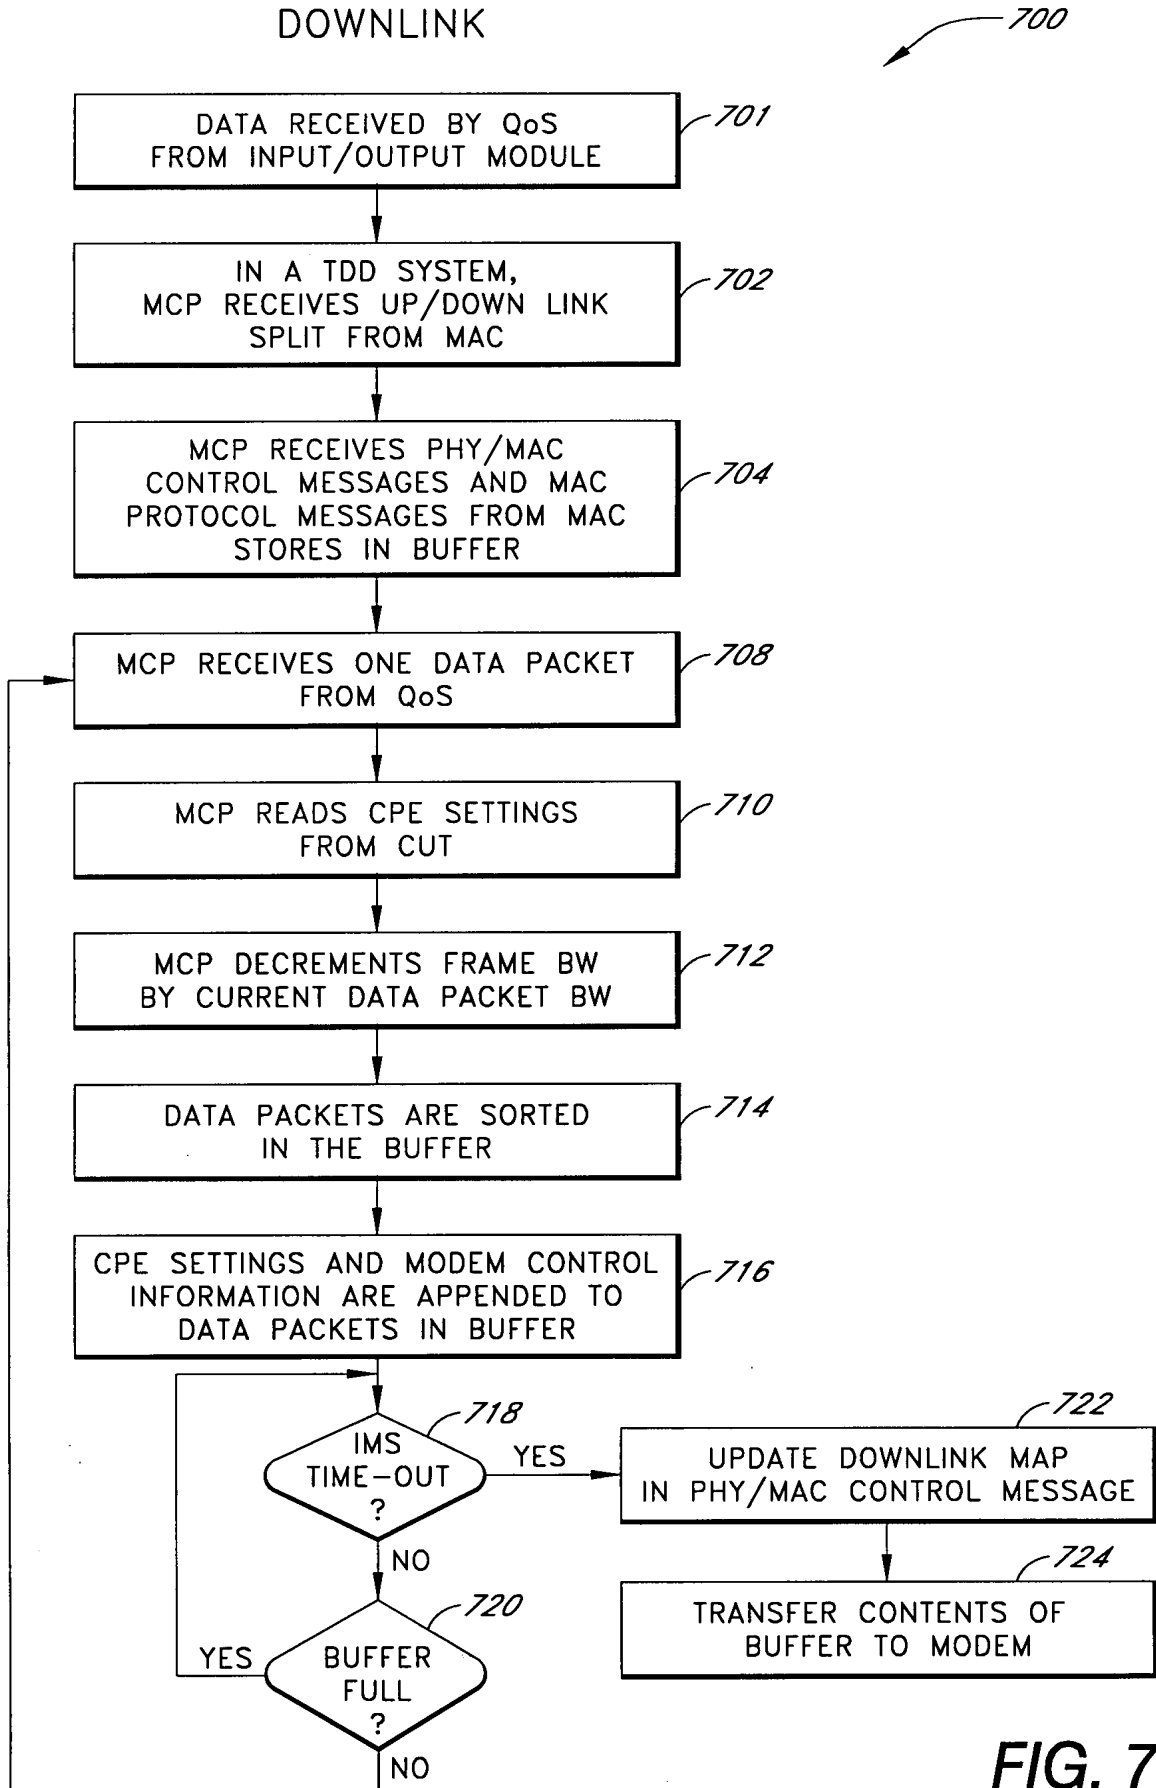 DOWNLINK
700
DATA RECEIVED BY QoS
FROM INPUT/OUTPUT MODULE
701
IN A TDD SYSTEM,
MCP RECEIVES UP/DOWN LINK
SPLIT FROM MAC
702
MCP RECEIVES PHY/MAC
CONTROL MESSAGES AND MAC
PROTOCOL MESSAGES FROM MAC
STORES IN BUFFER
704
MCP RECEIVES ONE DATA PACKET
FROM QoS
708
MCP READS CPE SETTINGS
FROM CUT
710
MCP DECREMENTS FRAME BW
BY CURRENT DATA PACKET BW
712
DATA PACKETS ARE SORTED
IN THE BUFFER
714
CPE SETTINGS AND MODEM CONTROL
INFORMATION ARE APPENDED TO
DATA PACKETS IN BUFFER
716
IMS
TIME-OUT
?
718
YES
NO
722
UPDATE DOWNLINK MAP
IN PHY/MAC CONTROL MESSAGE
724
TRANSFER CONTENTS OF
BUFFER TO MODEM
720
BUFFER
FULL
?
YES
NO
FIG. 7